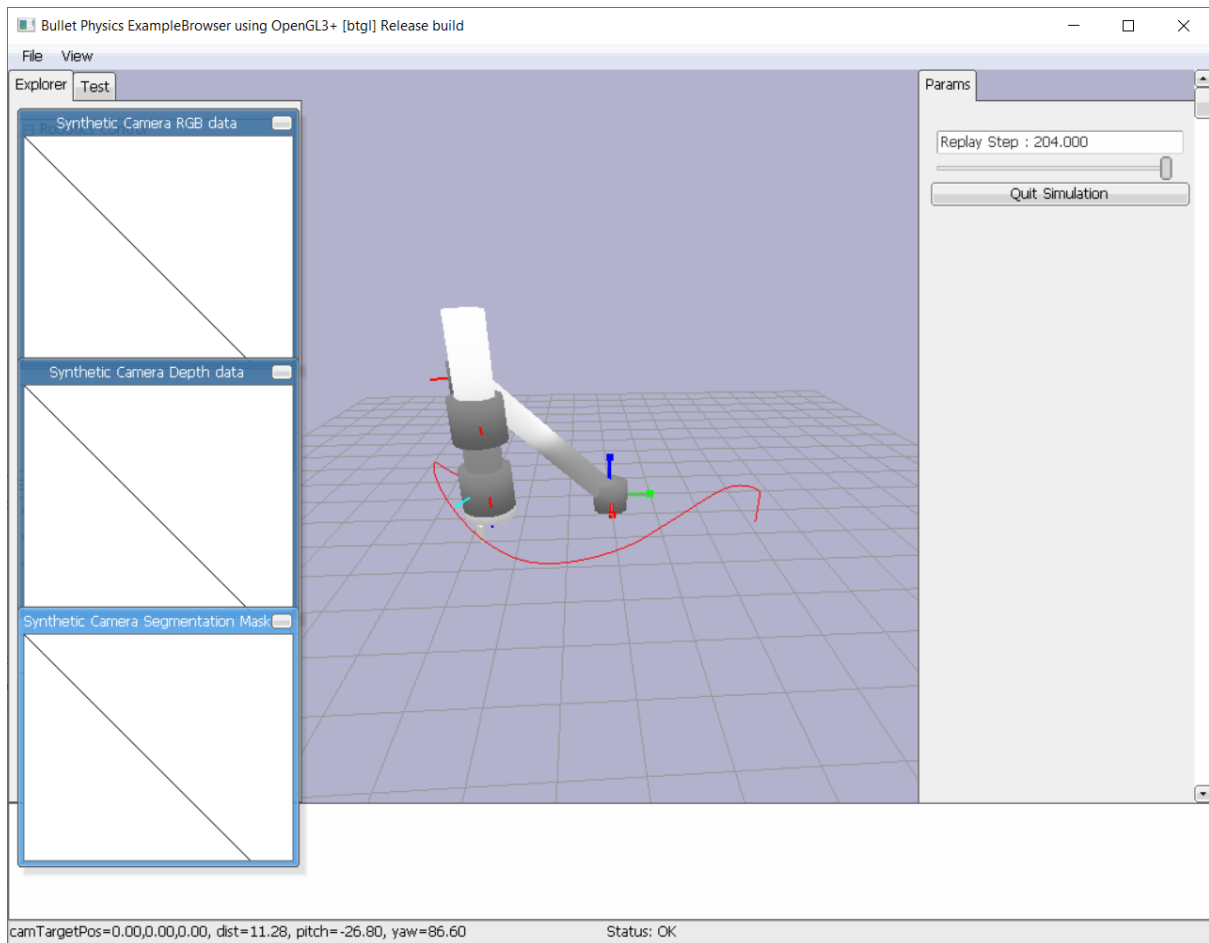 Bullet Physics ExampleBrowser using OpenGL3+ [btgl] Release build
File View
Explorer Test
Params
Synthetic Camera RGB data
Replay Step : 204.000
Quit Simulation
Synthetic Camera Depth data
Synthetic Camera Segmentation Mask
camTargetPos=0.00,0.00,0.00, dist=11.28, pitch=-26.80, yaw=86.60 Status: OK